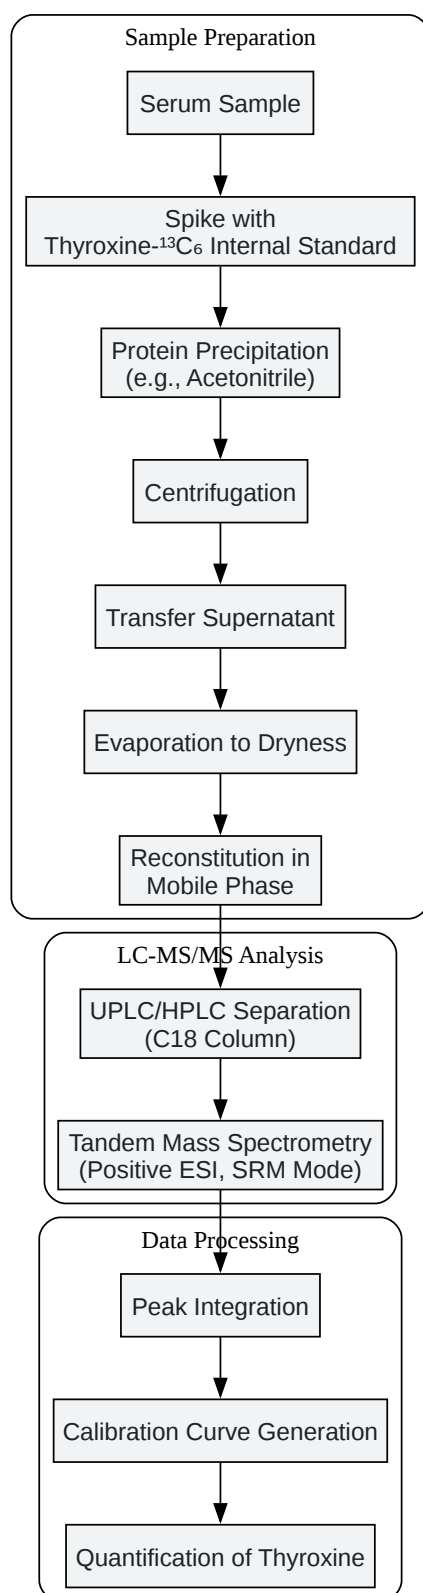 Sample Preparation
Serum Sample
Spike with
Thyroxine-¹³C₆ Internal Standard
Protein Precipitation
(e.g., Acetonitrile)
Centrifugation
Transfer Supernatant
Evaporation to Dryness
Reconstitution in
Mobile Phase
LC-MS/MS Analysis
UPLC/HPLC Separation
(C18 Column)
Tandem Mass Spectrometry
(Positive ESI, SRM Mode)
Data Processing
Peak Integration
Calibration Curve Generation
Quantification of Thyroxine